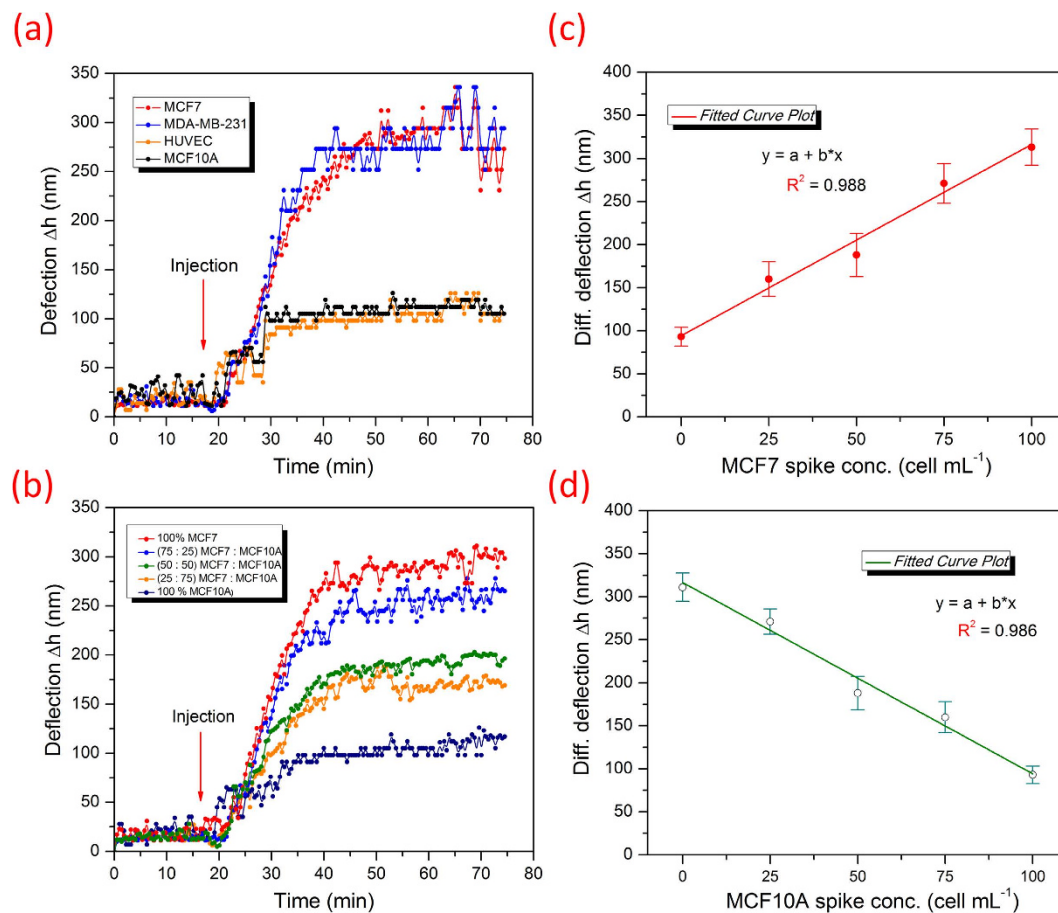 (a)
350
300
250
200
150
100
50
0
Defection Δh (nm)
MCF7
MDA-MB-231
HUVEC
MCF10A
Injection
0 10 20 30 40 50 60 70 80
Time (min)
(c)
400
350
300
250
200
150
100
50
0
Diff. deflection Δh (nm)
Fitted Curve Plot
y = a + b*x
R² = 0.988
0 25 50 75 100
MCF7 spike conc. (cell mL⁻¹)
(b)
350
300
250
200
150
100
50
0
Deflection Δh (nm)
100% MCF7
(75 : 25) MCF7 : MCF10A
(50 : 50) MCF7 : MCF10A
(25 : 75) MCF7 : MCF10A
100 % MCF10A)
Injection
0 10 20 30 40 50 60 70 80
Time (min)
(d)
400
350
300
250
200
150
100
50
0
Diff. deflection Δh (nm)
Fitted Curve Plot
y = a + b*x
R² = 0.986
0 25 50 75 100
MCF10A spike conc. (cell mL⁻¹)